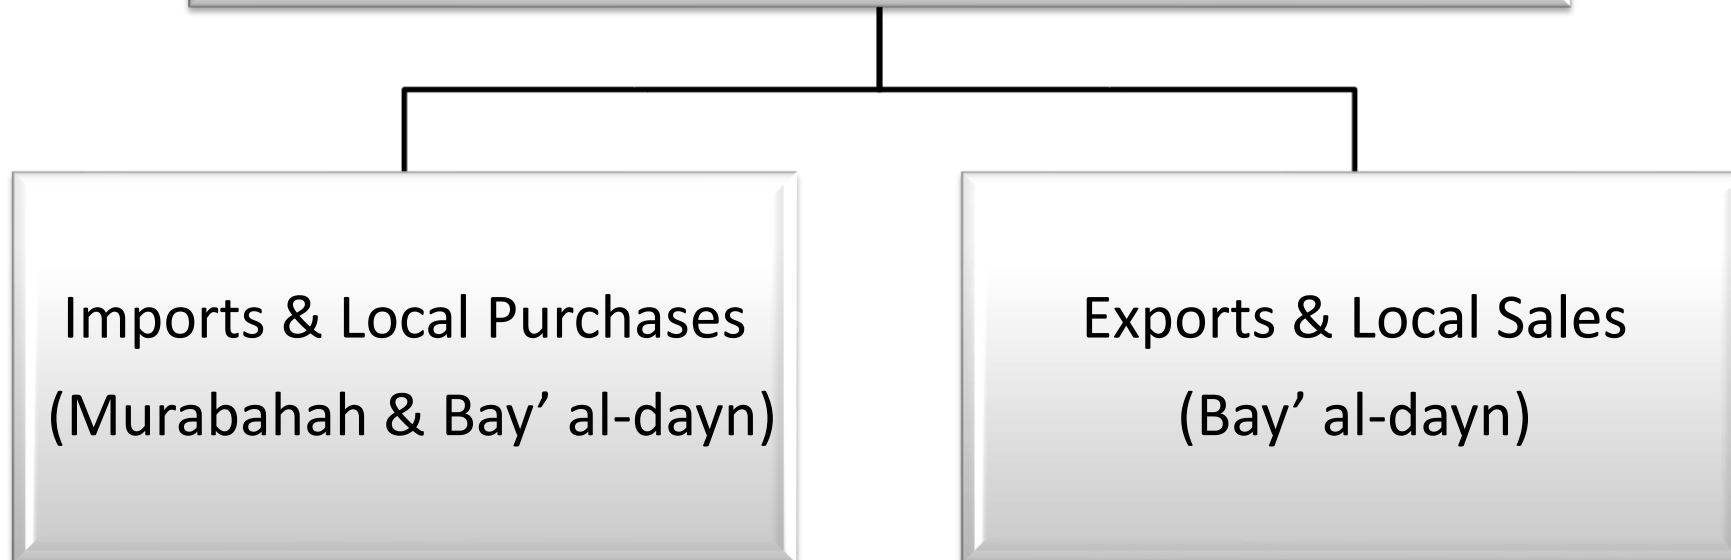 Imports & Local Purchases
(Murabahah & Bay’ al-dayn)
Exports & Local Sales
(Bay’ al-dayn)